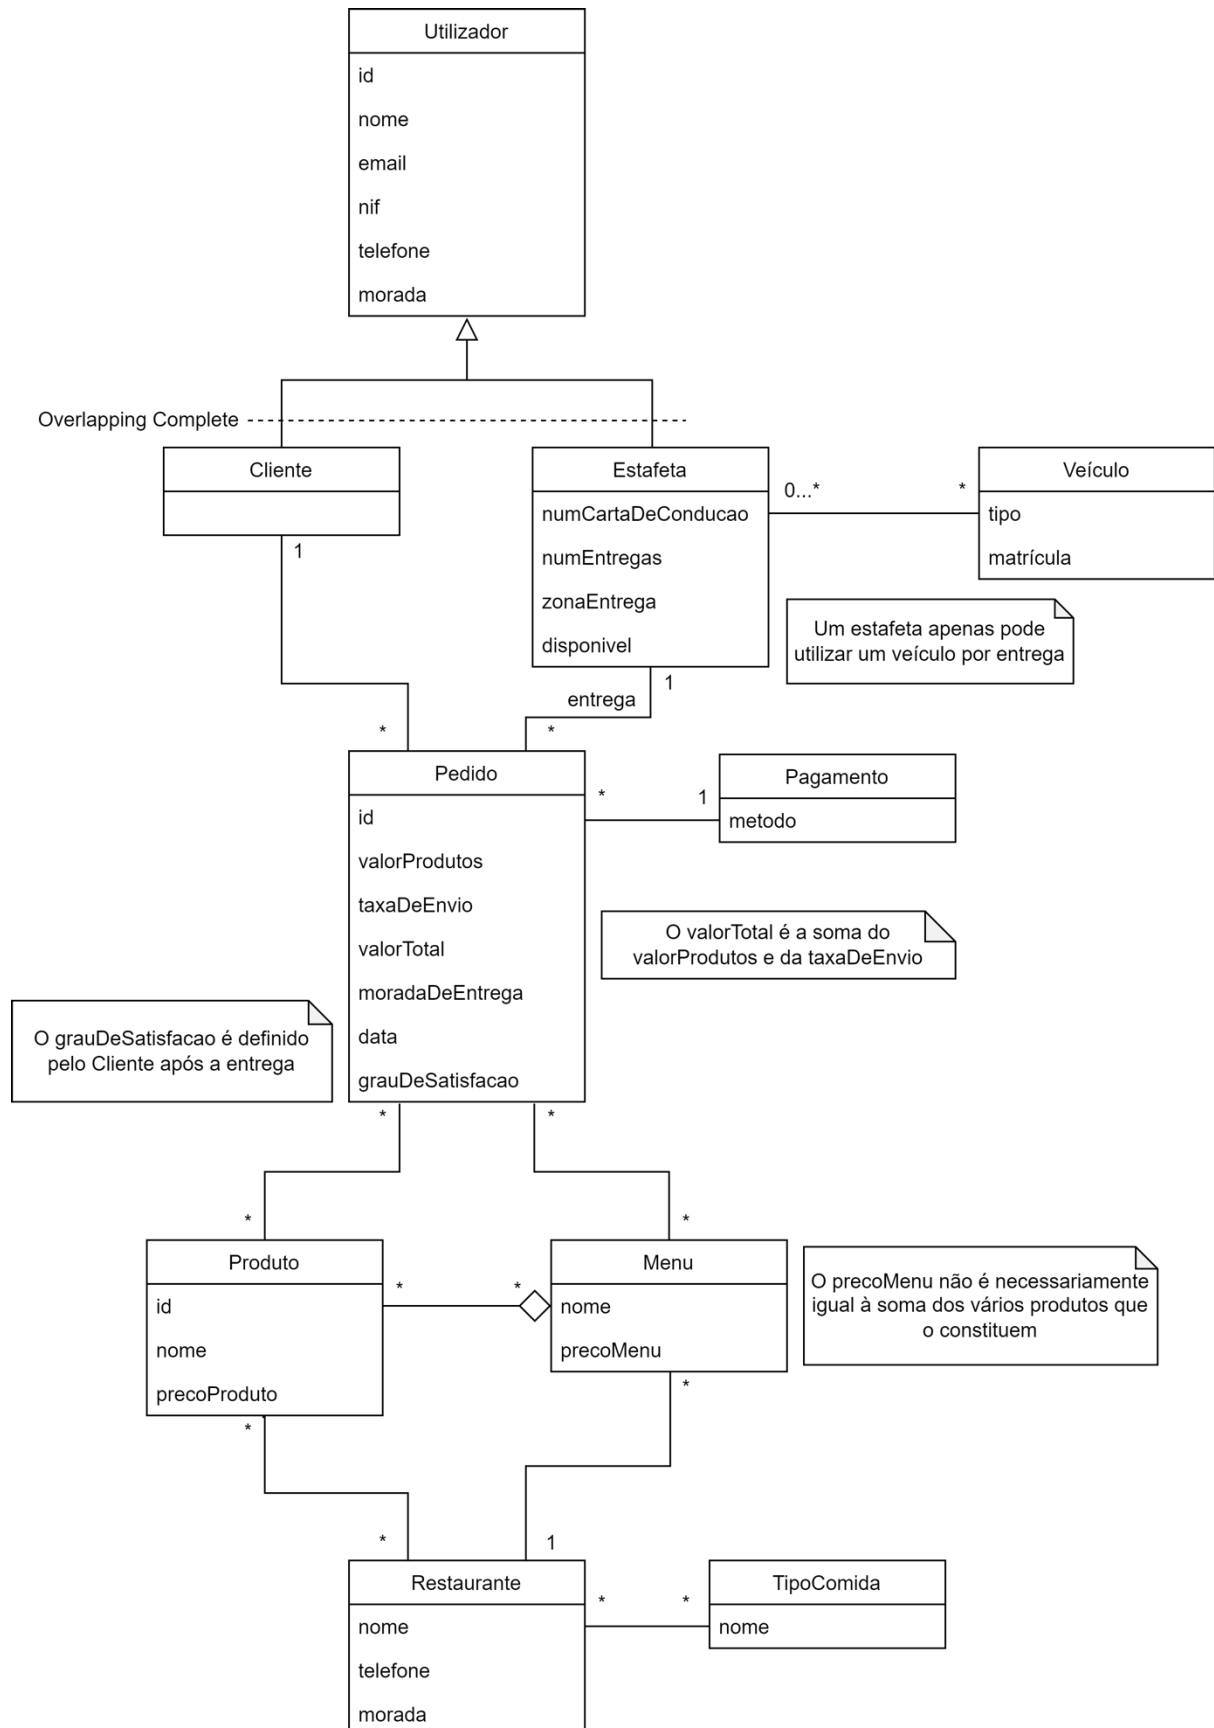 Utilizador
id
nome
email
nif
telefone
morada
Overlapping Complete
Cliente
Estafeta
numCartaDeConducao
numEntregas
zonaEntrega
disponivel
0...*
*
Veículo
tipo
matrícula
Um estafeta apenas pode
utilizar um veículo por entrega
1
1
entrega
*
*
Pedido
id
valorProdutos
taxaDeEnvio
valorTotal
moradaDeEntrega
data
grauDeSatisfacao
*
1
Pagamento
metodo
O valorTotal é a soma do
valorProdutos e da taxaDeEnvio
O grauDeSatisfacao é definido
pelo Cliente após a entrega
*
*
*
*
Produto
id
nome
precoProduto
*
*
Menu
nome
precoMenu
O precoMenu não é necessariamente
igual à soma dos vários produtos que
o constituem
*
*
*
1
Restaurante
nome
telefone
morada
*
*
TipoComida
nome